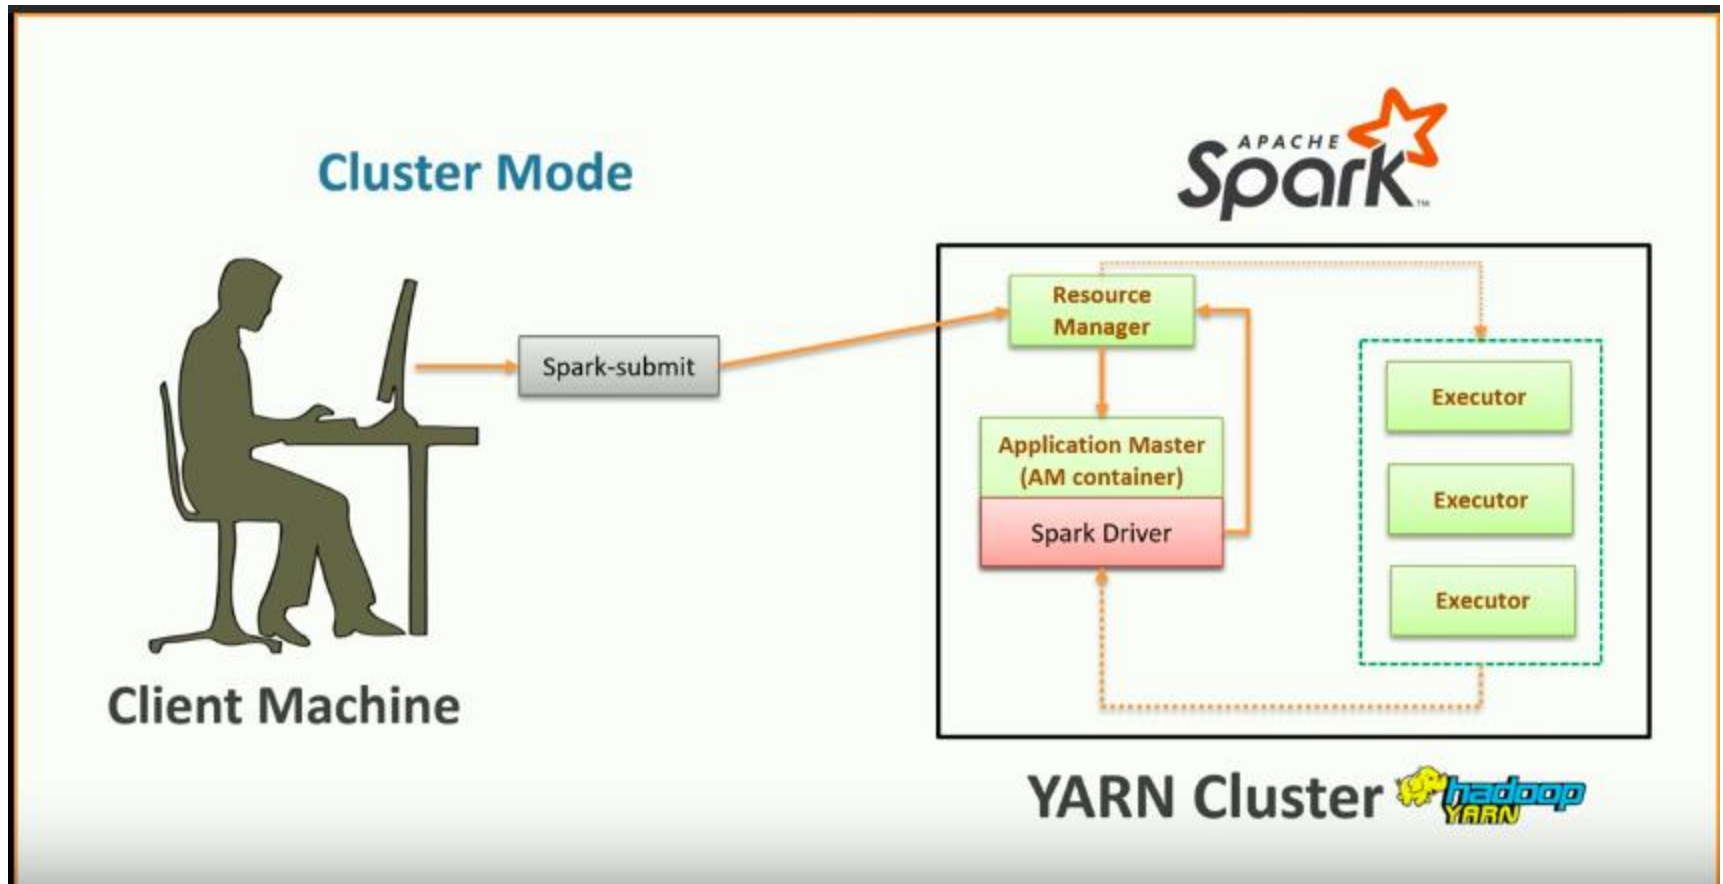 Cluster Mode
APACHE
Spark™
Spark-submit
Resource
Manager
Application Master
(AM container)
Spark Driver
Executor
Executor
Executor
Client Machine
YARN Cluster
hadoop
YARN